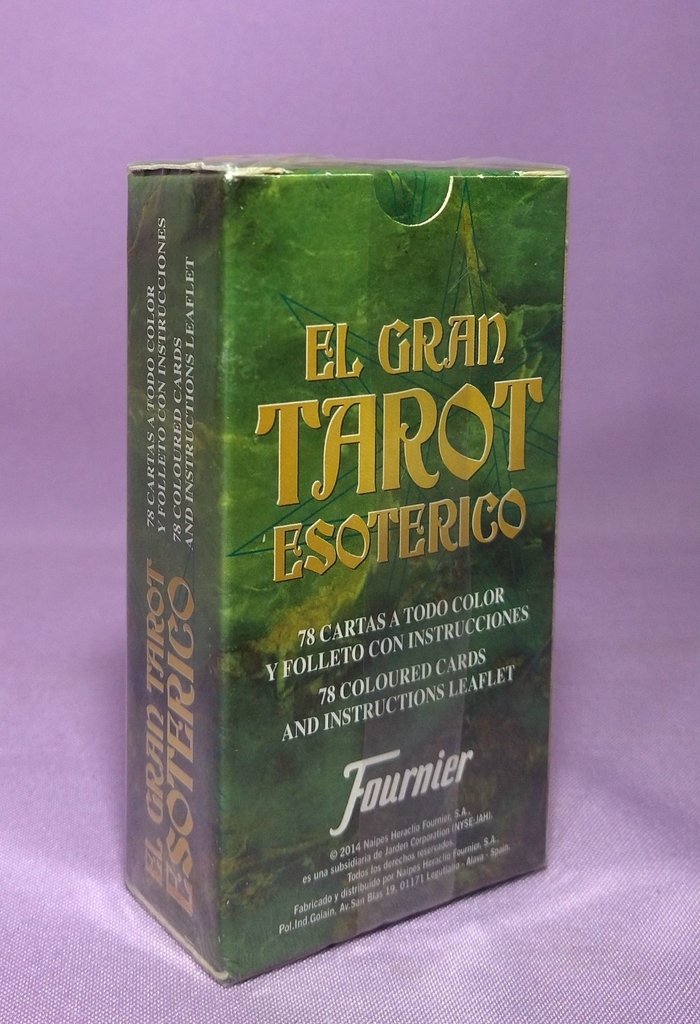 EL GRAN
TAROT
ESOTERICO
78 CARTAS A TODO COLOR
Y FOLLETO CON INSTRUCCIONES
78 COLOURED CARDS
AND INSTRUCTIONS LEAFLET
Fournier
© 2014 Naipes Heraclio Fournier, S.A.
es una subsidiaria de Jarden Corporation (NYSE:JAH).
Todos los derechos reservados.
Fabricado y distribuido por Naipes Heraclio Fournier, S.A.
Pol.Ind.Goiain. Av.San Blas 19. 01171 Legutiano - Alava - Spain.
EL GRAN TAROT
ESOTERICO
78 CARTAS A TODO COLOR
Y FOLLETO CON INSTRUCCIONES
78 COLOURED CARDS
AND INSTRUCTIONS LEAFLET